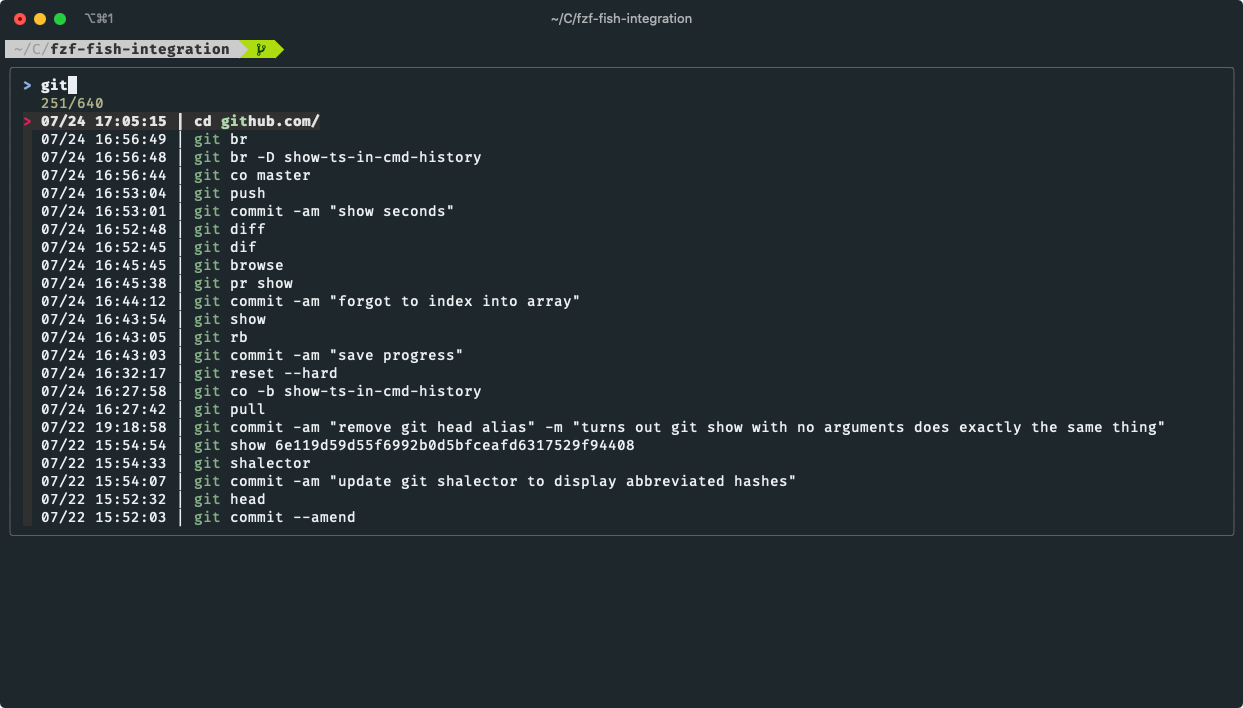 ⌥⌘1
~/C/fzf-fish-integration
~/C/fzf-fish-integration
> git
251/640
> 07/24 17:05:15 │ cd github.com/
07/24 16:56:49 │ git br
07/24 16:56:48 │ git br -D show-ts-in-cmd-history
07/24 16:56:44 │ git co master
07/24 16:53:04 │ git push
07/24 16:53:01 │ git commit -am "show seconds"
07/24 16:52:48 │ git diff
07/24 16:52:45 │ git dif
07/24 16:45:45 │ git browse
07/24 16:45:38 │ git pr show
07/24 16:44:12 │ git commit -am "forgot to index into array"
07/24 16:43:54 │ git show
07/24 16:43:05 │ git rb
07/24 16:43:03 │ git commit -am "save progress"
07/24 16:32:17 │ git reset --hard
07/24 16:27:58 │ git co -b show-ts-in-cmd-history
07/24 16:27:42 │ git pull
07/22 19:18:58 │ git commit -am "remove git head alias" -m "turns out git show with no arguments does exactly the same thing"
07/22 15:54:54 │ git show 6e119d59d55f6992b0d5bfceafd6317529f94408
07/22 15:54:33 │ git shalector
07/22 15:54:07 │ git commit -am "update git shalector to display abbreviated hashes"
07/22 15:52:32 │ git head
07/22 15:52:03 │ git commit --amend